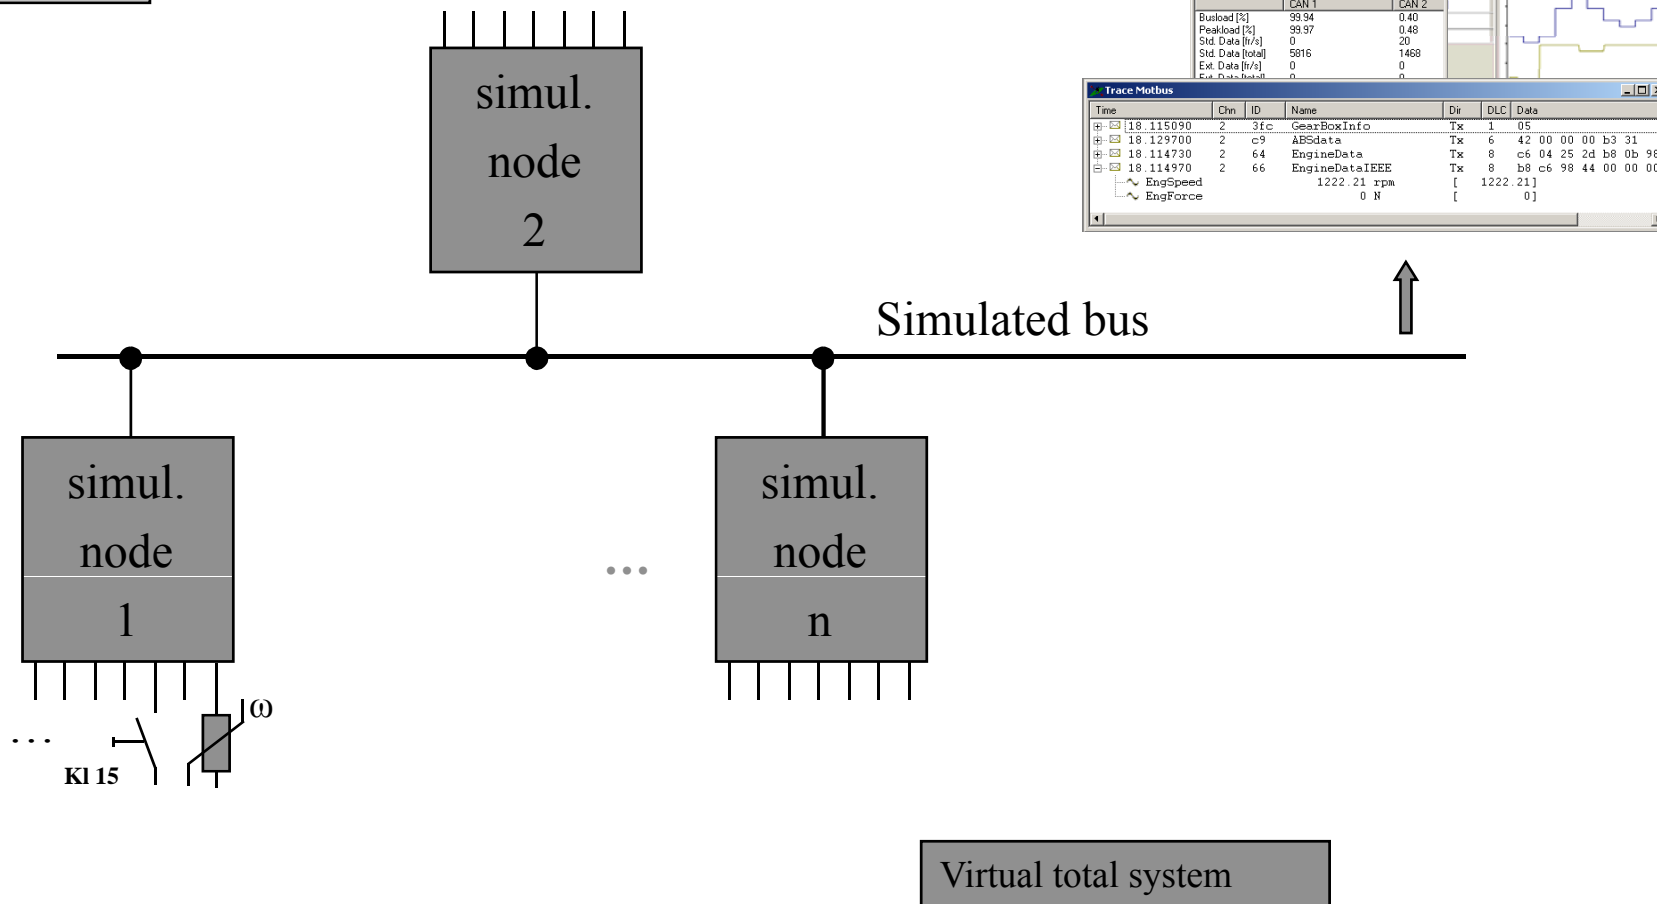 CAN 1 CAN 2
Busload [%] 99.94 0.40
Peakload [%] 99.97 0.48
Std. Data [fr/s] 0 20
Std. Data [total] 5816 1468
Ext. Data [fr/s] 0 0
Trace Motbus
Time Chn ID Name Dir DLC Data
18.115090 2 3fc GearBoxInfo Tx 1 05
18.129700 2 c9 ABSdata Tx 6 42 00 00 00 b3 31
18.114730 2 64 EngineData Tx 8 c6 04 25 2d b8 0b 98
18.114970 2 66 EngineDataIEEE Tx 8 b8 c6 98 44 00 00 00
EngSpeed 1222.21 rpm [ 1222.21]
EngForce 0 N [ 0]
simul.
node
2
Simulated bus
simul.
node
1
...
simul.
node
n
ω
...
Kl 15
Virtual total system